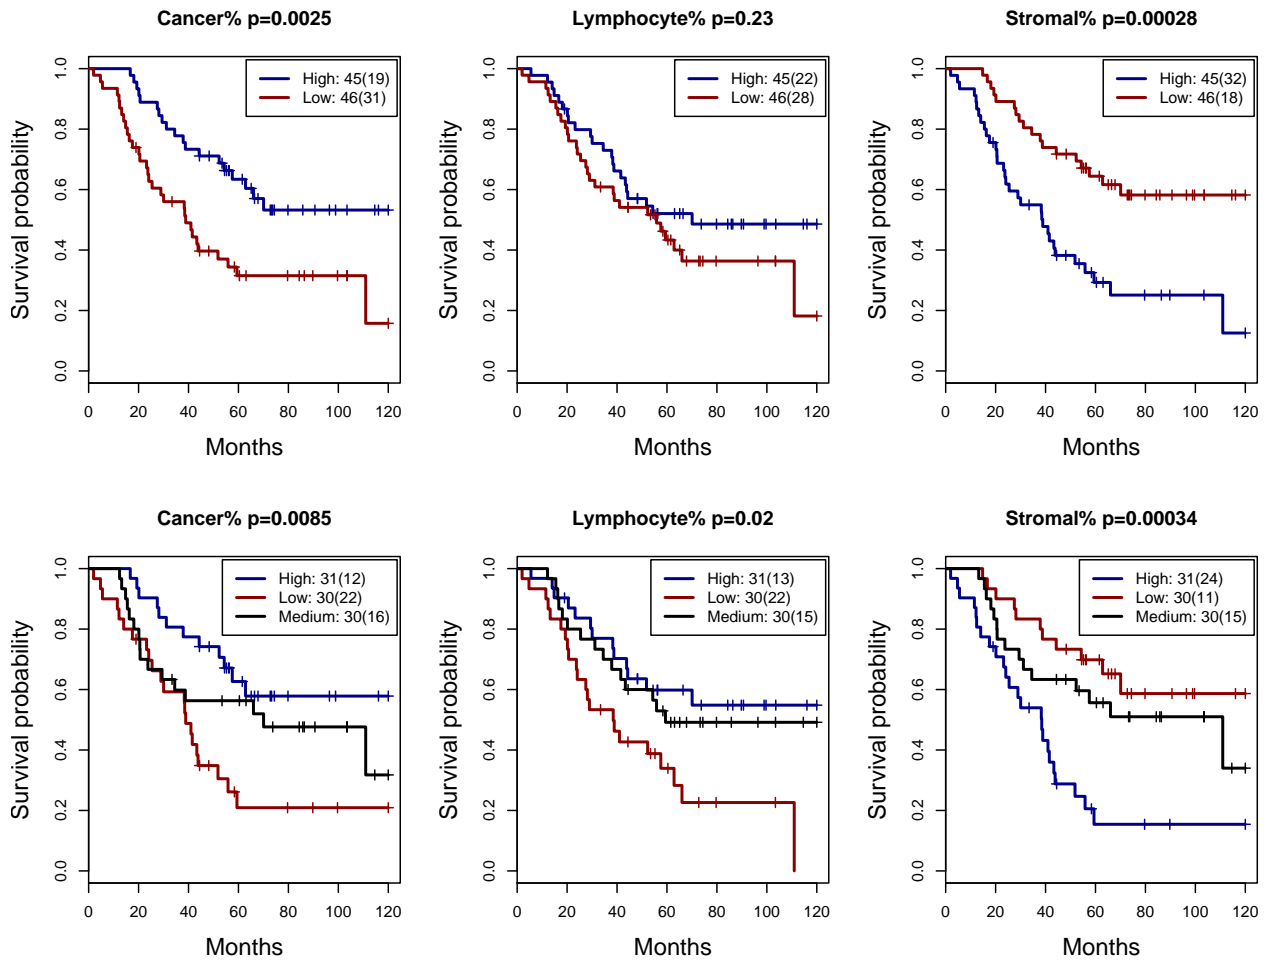 Cancer% p=0.0025
Survival probability
0.0 0.2 0.4 0.6 0.8 1.0
High: 45(19)
Low: 46(31)
0 20 40 60 80 100 120
Months
Lymphocyte% p=0.23
Survival probability
0.0 0.2 0.4 0.6 0.8 1.0
High: 45(22)
Low: 46(28)
0 20 40 60 80 100 120
Months
Stromal% p=0.00028
Survival probability
0.0 0.2 0.4 0.6 0.8 1.0
High: 45(32)
Low: 46(18)
0 20 40 60 80 100 120
Months
Cancer% p=0.0085
Survival probability
0.0 0.2 0.4 0.6 0.8 1.0
High: 31(12)
Low: 30(22)
Medium: 30(16)
0 20 40 60 80 100 120
Months
Lymphocyte% p=0.02
Survival probability
0.0 0.2 0.4 0.6 0.8 1.0
High: 31(13)
Low: 30(22)
Medium: 30(15)
0 20 40 60 80 100 120
Months
Stromal% p=0.00034
Survival probability
0.0 0.2 0.4 0.6 0.8 1.0
High: 31(24)
Low: 30(11)
Medium: 30(15)
0 20 40 60 80 100 120
Months